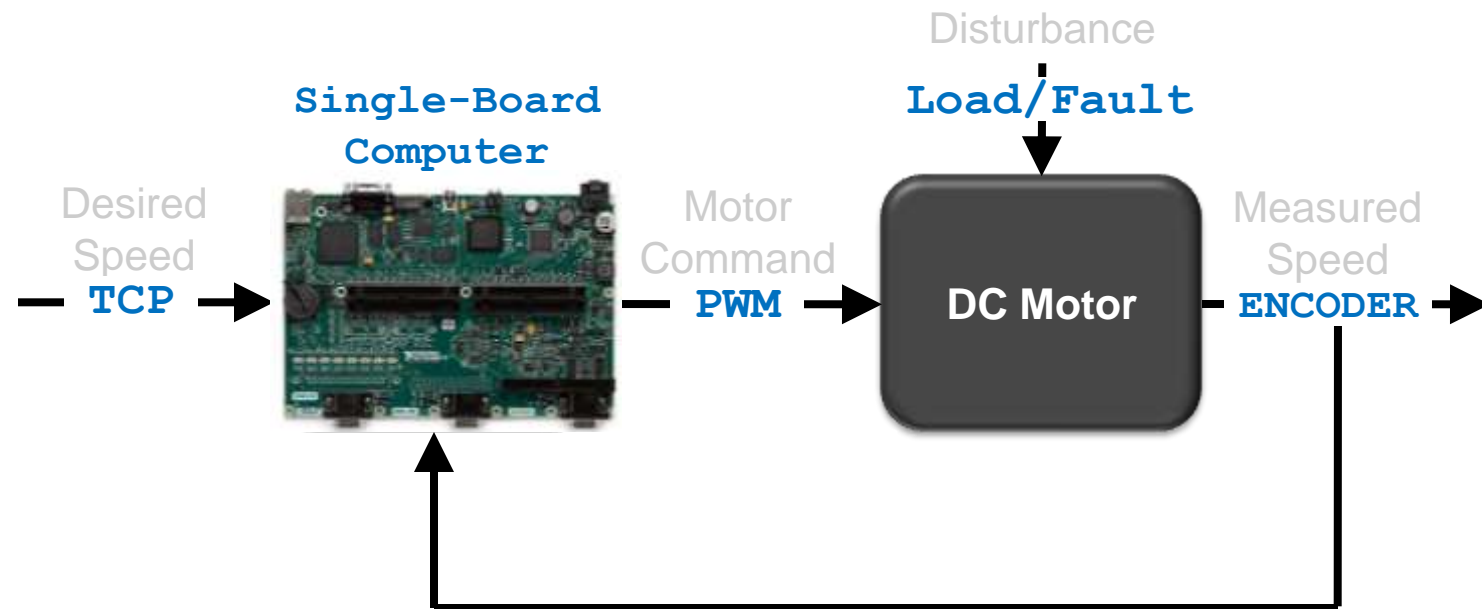 Disturbance
Load/Fault
Single-Board
Computer
Desired
Speed
TCP
Motor
Command
PWM
DC Motor
Measured
Speed
ENCODER